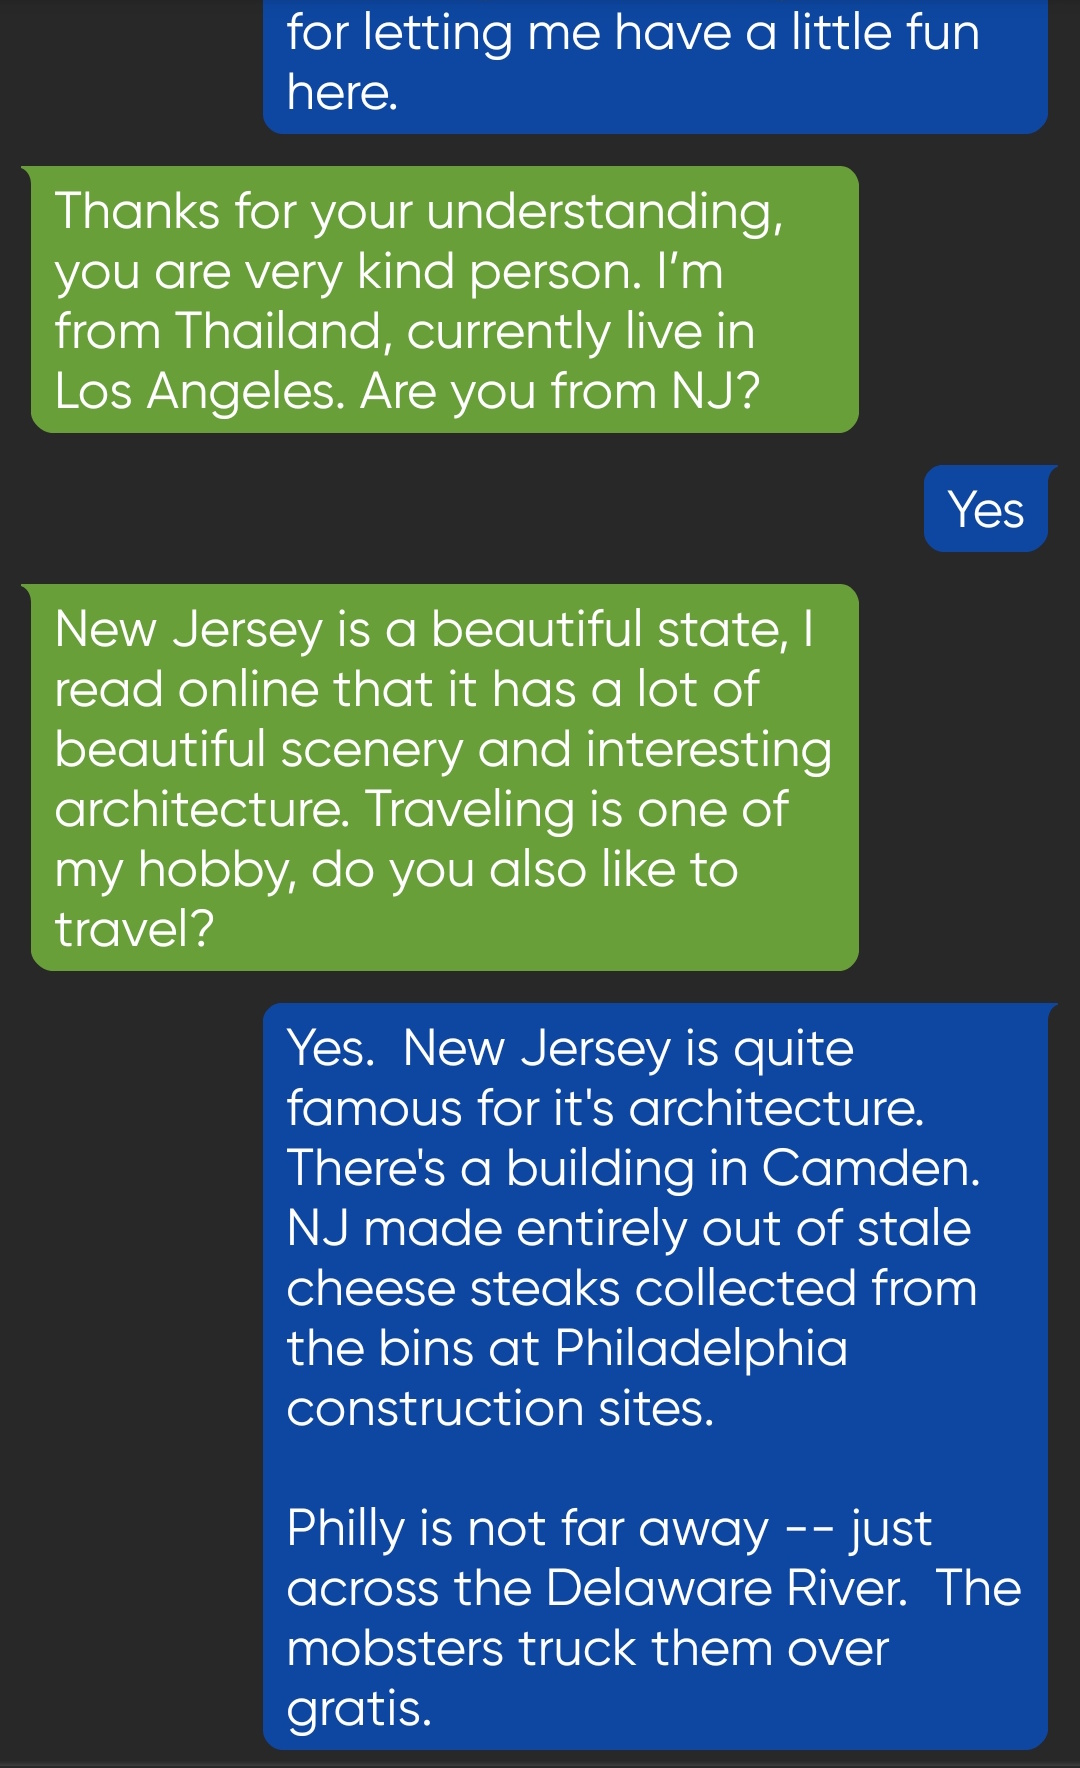 for letting me have a little fun
here.
Thanks for your understanding,
you are very kind person. I’m
from Thailand, currently live in
Los Angeles. Are you from NJ?
Yes
New Jersey is a beautiful state, I
read online that it has a lot of
beautiful scenery and interesting
architecture. Traveling is one of
my hobby, do you also like to
travel?
Yes.  New Jersey is quite
famous for it's architecture.
There's a building in Camden.
NJ made entirely out of stale
cheese steaks collected from
the bins at Philadelphia
construction sites.
Philly is not far away -- just
across the Delaware River.  The
mobsters truck them over
gratis.